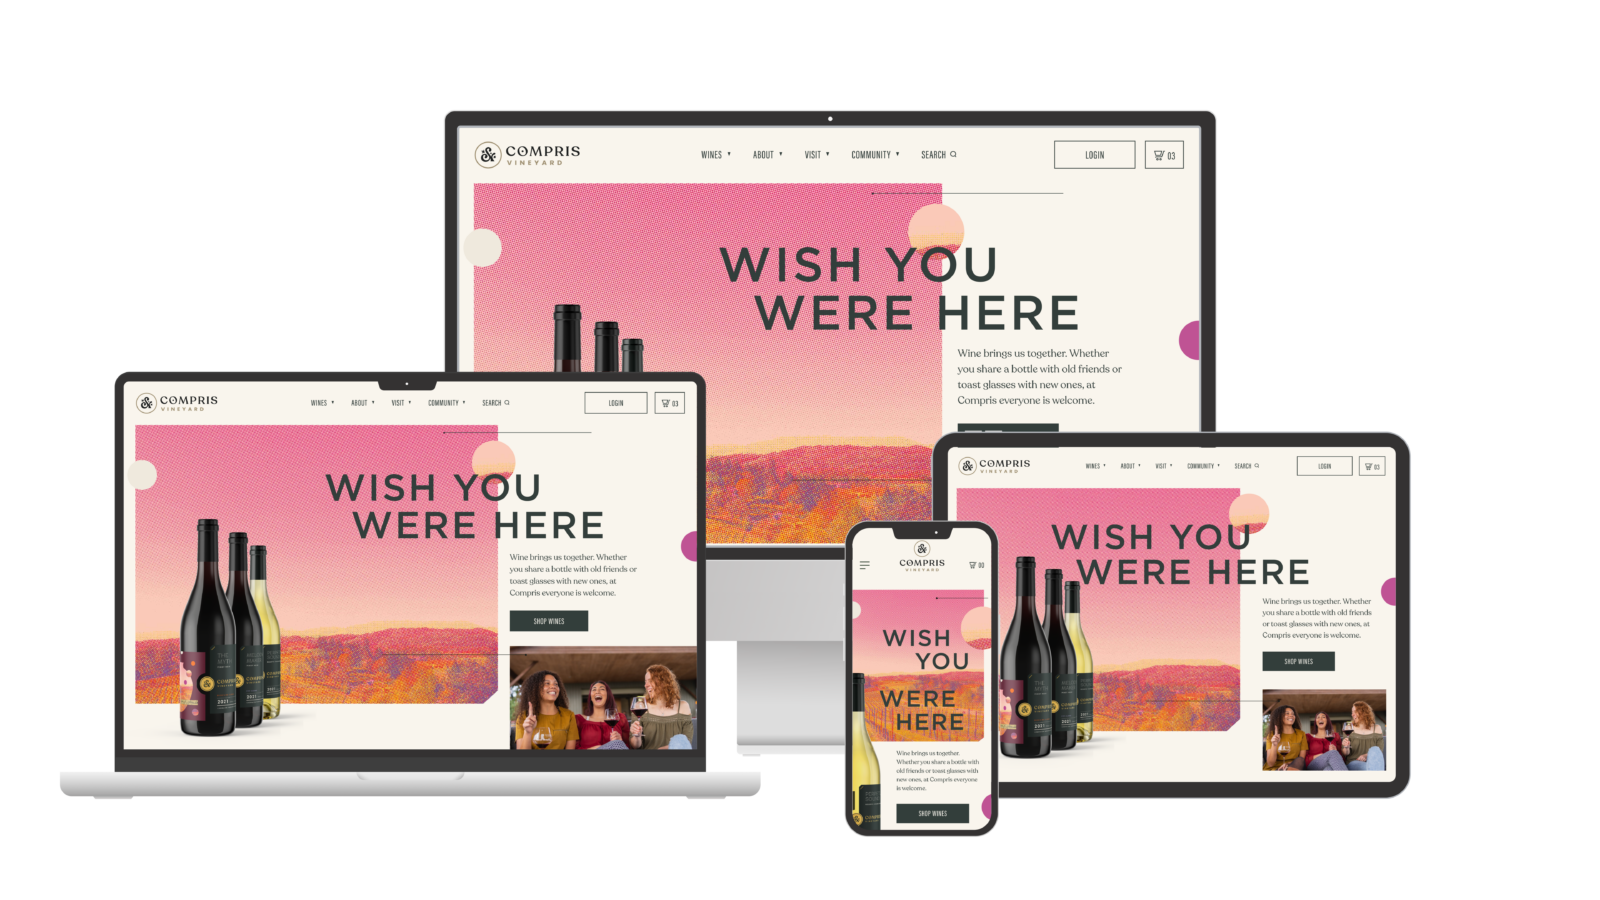 & COMPRIS
VINEYARD
WINES
ABOUT
VISIT
COMMUNITY
SEARCH
LOGIN
03
WISH YOU
WERE HERE
Wine brings us together. Whether
you share a bottle with old friends or
toast glasses with new ones, at
Compris everyone is welcome.
& COMPRIS
VINEYARD
WINES
ABOUT
VISIT
COMMUNITY
SEARCH
LOGIN
03
WISH YOU
WERE HERE
Wine brings us together. Whether
you share a bottle with old friends or
toast glasses with new ones, at
Compris everyone is welcome.
SHOP WINES
2021
2021
& COMPRIS
VINEYARD
WINES
ABOUT
VISIT
COMMUNITY
SEARCH
LOGIN
03
WISH YOU
WERE HERE
Wine brings us together. Whether
you share a bottle with old friends
or toast glasses with new ones, at
Compris everyone is welcome.
SHOP WINES
2021
&
COMPRIS
VINEYARD
00
WISH
YOU
WERE
HERE
Wine brings us together.
Whether you share a bottle with
old friends or toast glasses with
new ones, at Compris everyone
is welcome.
SHOP WINES